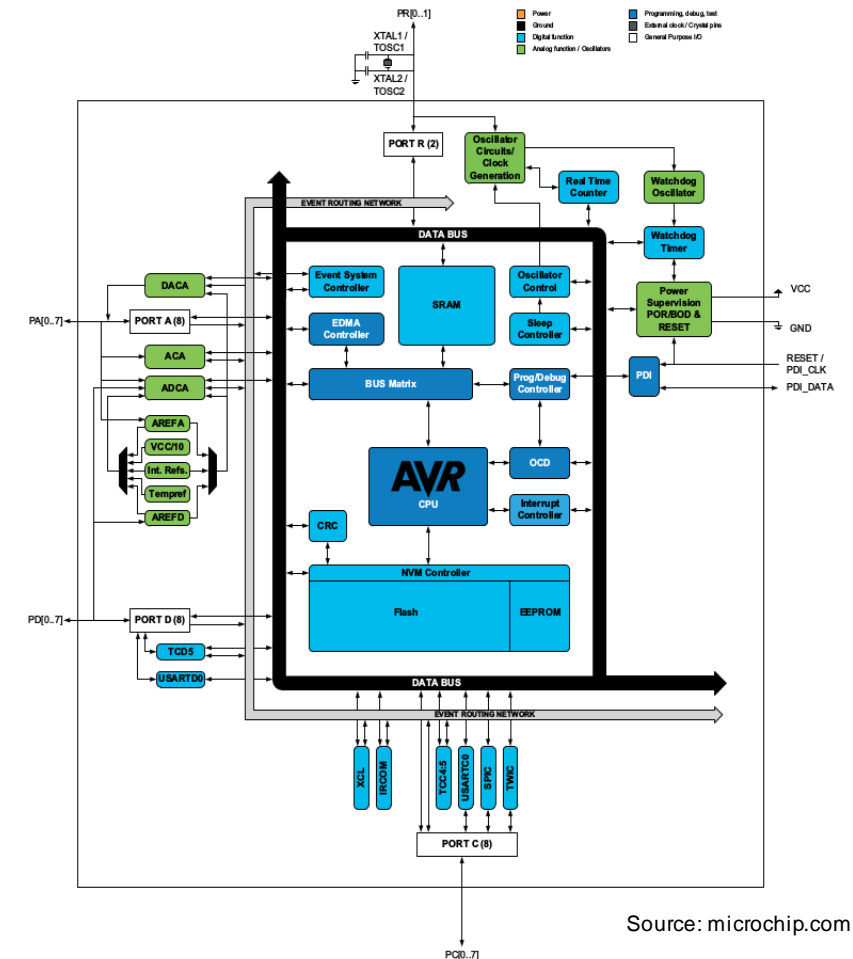 PR[0..1]
XTAL1 /
TOSC1
XTAL2 /
TOSC2
Power
Ground
Digital function
Analog function / Oscillators
Programming, debug, test
External clock / Crystal pins
General Purpose I/O
PORT R (2)
Oscillator
Circuits/
Clock
Generation
Real Time
Counter
Watchdog
Oscillator
EVENT ROUTING NETWORK
DATA BUS
Watchdog
Timer
Event System
Controller
SRAM
Oscillator
Control
Power
Supervision
POR/BOD &
RESET
VCC
GND
DACA
PA[0..7]
PORT A (8)
EDMA
Controller
Sleep
Controller
ACA
ADCA
BUS Matrix
Prog/Debug
Controller
PDI
RESET /
PDI_CLK
PDI_DATA
AREFA
VCC/10
Int. Refs.
Tempref
AREFD
AVR
CPU
OCD
Interrupt
Controller
CRC
NVM Controller
Flash
EEPROM
PD[0..7]
PORT D (8)
TCD5
USARTD0
DATA BUS
EVENT ROUTING NETWORK
XCL
IRCOM
TCC4:5
USARTC0
SPIC
TWIC
PORT C (8)
Source: microchip.com
PC[0..7]